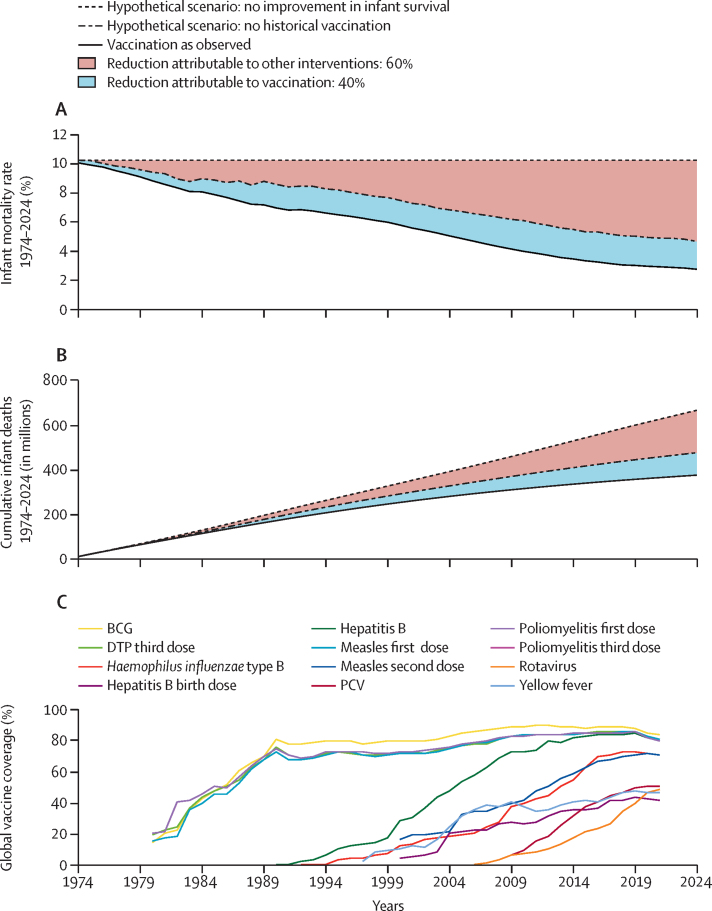 Hypothetical scenario: no improvement in infant survival
Hypothetical scenario: no historical vaccination
Vaccination as observed
Reduction attributable to other interventions: 60%
Reduction attributable to vaccination: 40%
A
Infant mortality rate
1974–2024 (%)
12
10
8
6
4
2
0
B
Cumulative infant deaths
1974–2024 (in millions)
800
600
400
200
0
C
BCG
DTP third dose
Haemophilus influenzae type B
Hepatitis B birth dose
Hepatitis B
Measles first dose
Measles second dose
PCV
Poliomyelitis first dose
Poliomyelitis third dose
Rotavirus
Yellow fever
Global vaccine coverage (%)
100
80
60
40
20
0
1974 1979 1984 1989 1994 1999 2004 2009 2014 2019 2024
Years